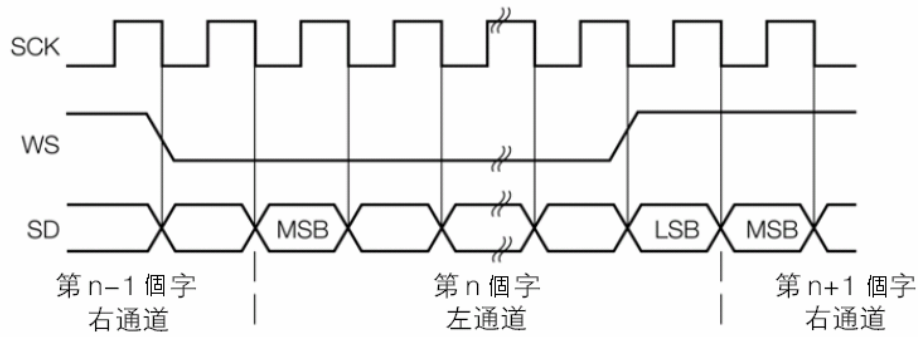 SCK
WS
SD
MSB
LSB
MSB
第 n−1 個字
右通道
第 n 個字
左通道
第 n+1 個字
右通道